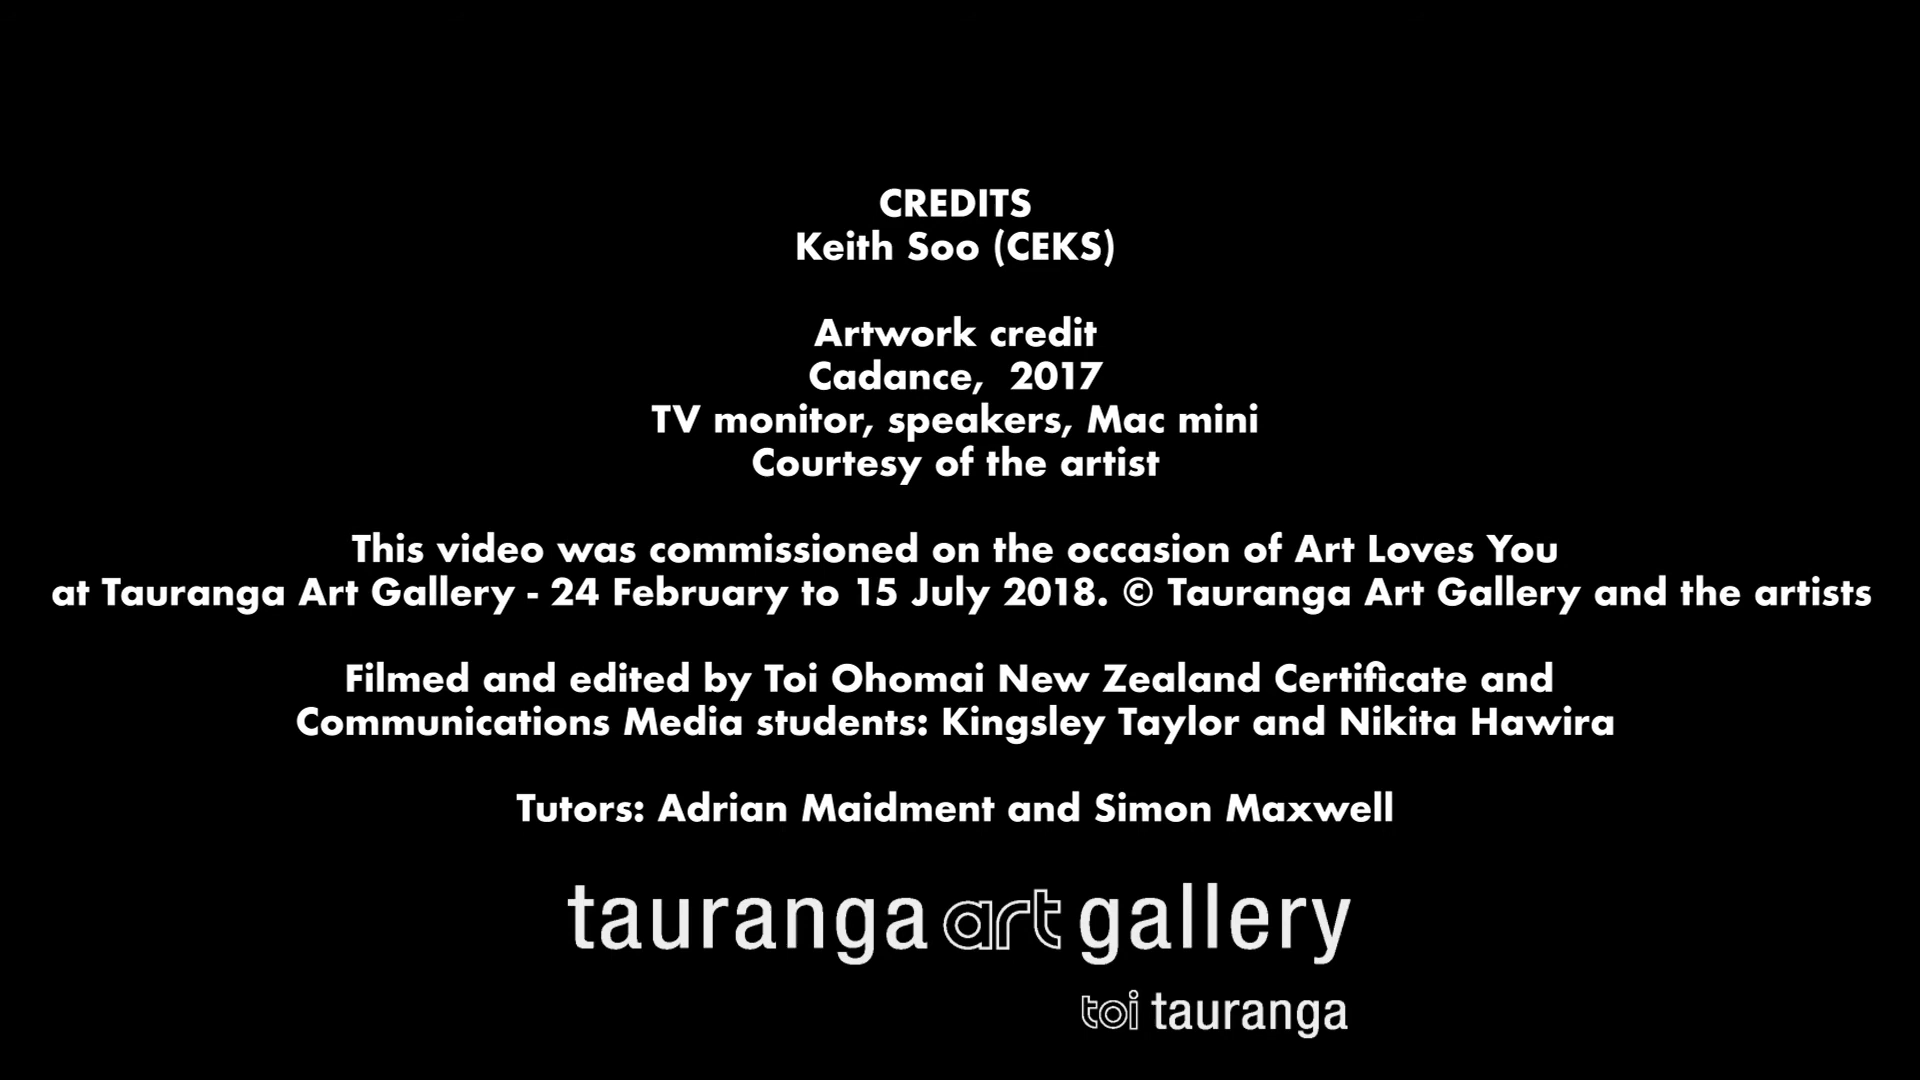 CREDITS
Keith Soo (CEKS)
Artwork credit
Cadance,  2017
TV monitor, speakers, Mac mini
Courtesy of the artist
This video was commissioned on the occasion of Art Loves You
at Tauranga Art Gallery - 24 February to 15 July 2018. © Tauranga Art Gallery and the artists
Filmed and edited by Toi Ohomai New Zealand Certificate and
Communications Media students: Kingsley Taylor and Nikita Hawira
Tutors: Adrian Maidment and Simon Maxwell
tauranga art gallery
toi tauranga